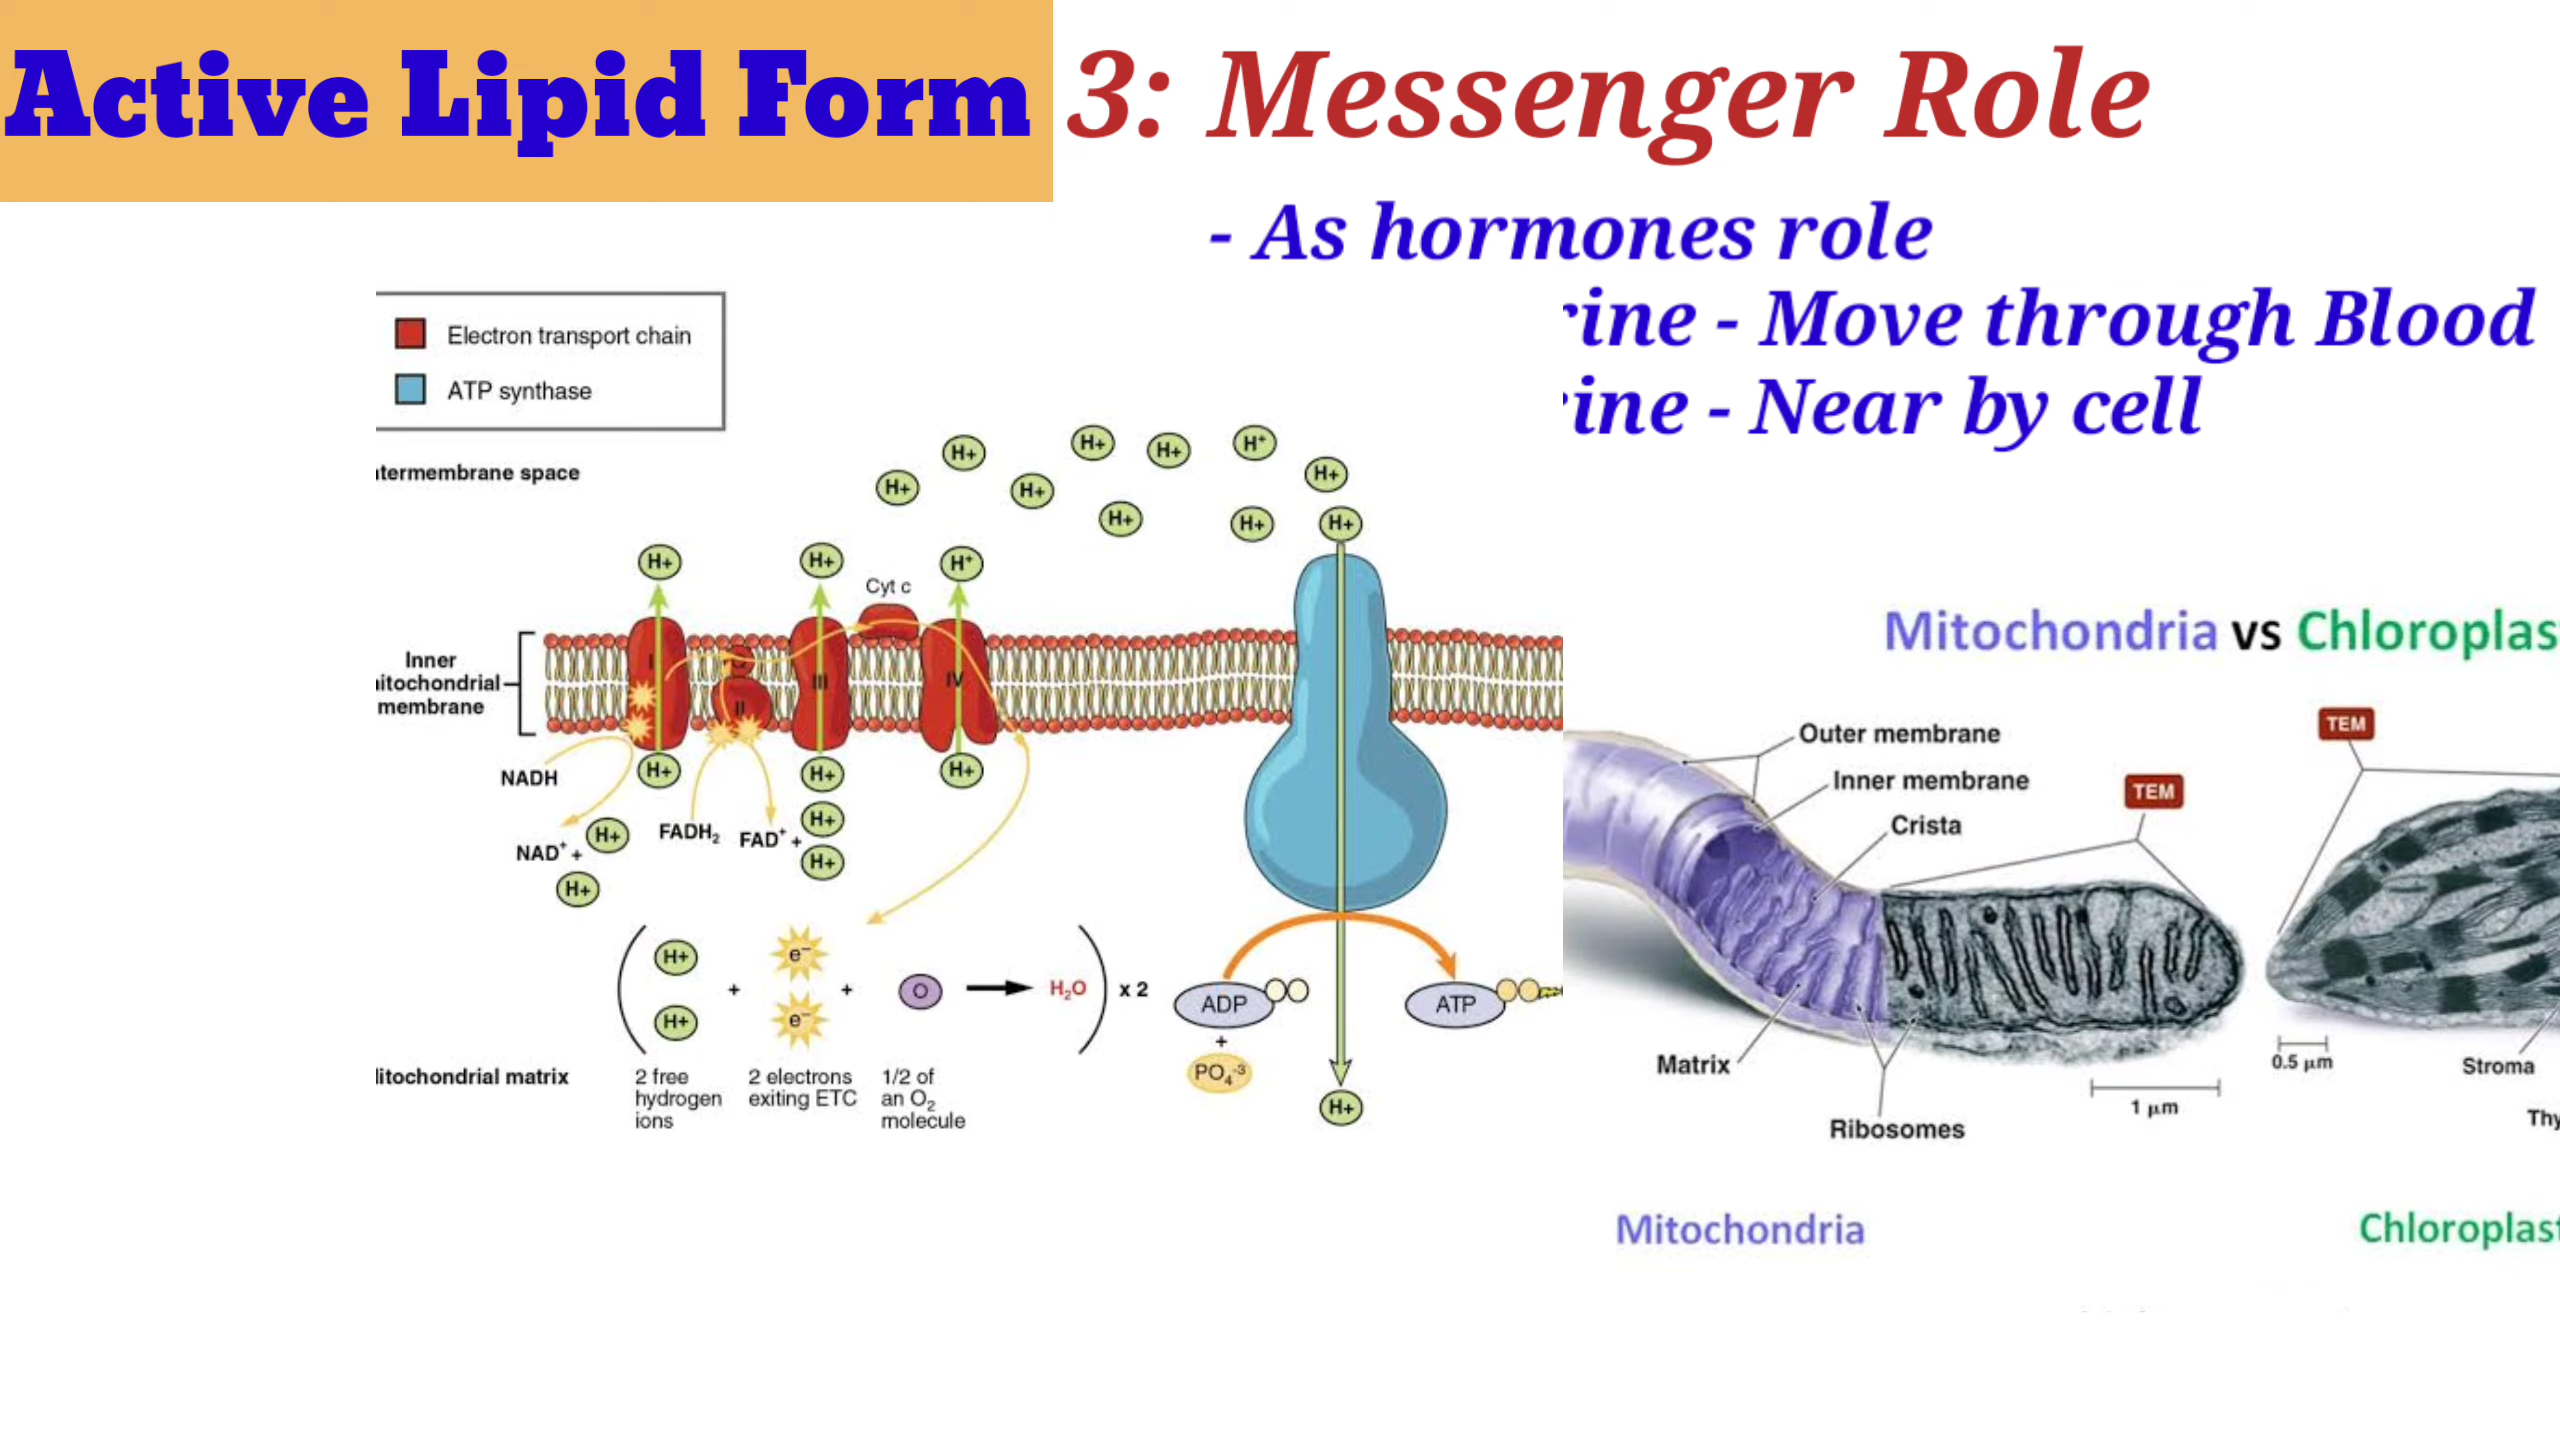 Active Lipid Form 3: Messenger Role
- As hormones role
rine - Move through Blood
rine - Near by cell
Electron transport chain
ATP synthase
termembrane space
H+ H+ H+ H+ H+ H+ H+ H+ H+ H+
H+ H+ H+
Cyt c
Inner
itochondrial
membrane
I II III IV
NADH
H+ H+ H+
H+ H+
NAD+ + H+
FADH2 FAD+ +
H+
H+ e- O H2O x 2
+ +
H+ e-
ADP ATP
+
PO4-3
itochondrial matrix
2 free
hydrogen
ions
2 electrons
exiting ETC
1/2 of
an O2
molecule
H+
Mitochondria vs Chloroplas
TEM
Outer membrane
Inner membrane
TEM
Crista
Matrix
Ribosomes
1 µm
0.5 µm
Stroma
Thy
Mitochondria
Chloroplast